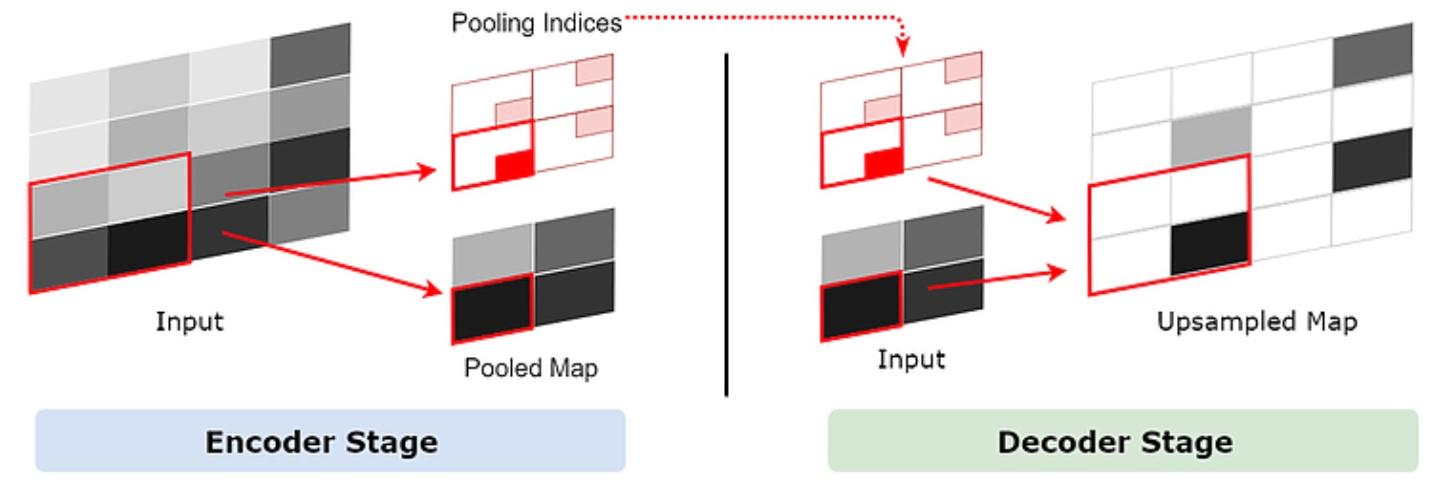 Pooling Indices
Input
Pooled Map
Encoder Stage
Input
Upsampled Map
Decoder Stage